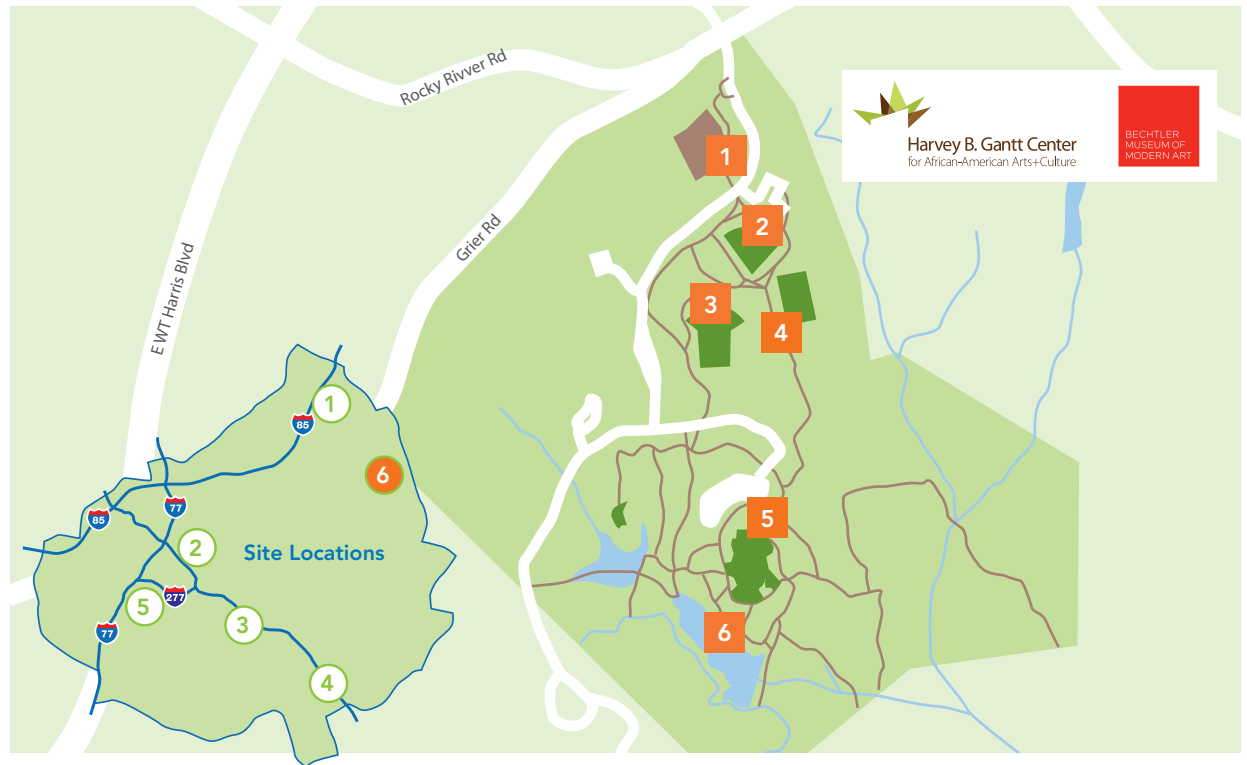 Rocky Rivver Rd
Harvey B. Gantt Center
for African-American Arts+Culture
BECHTLER
MUSEUM OF
MODERN ART
1
2
Grier Rd
E WT Harris Blvd
3
4
1
85
6
77
85
5
2
Site Locations
277
5
3
77
6
4